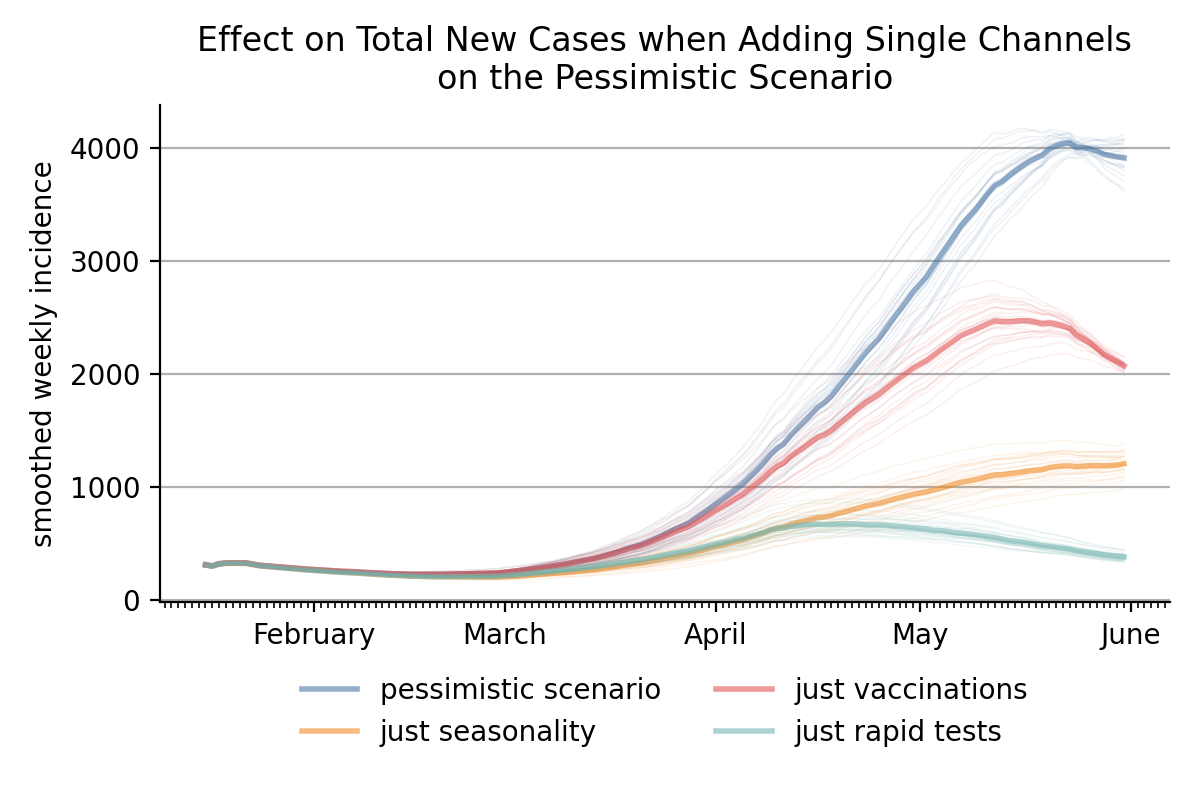 Effect on Total New Cases when Adding Single Channels
on the Pessimistic Scenario
smoothed weekly incidence
4000
3000
2000
1000
0
February March April May June
pessimistic scenario just vaccinations
just seasonality just rapid tests